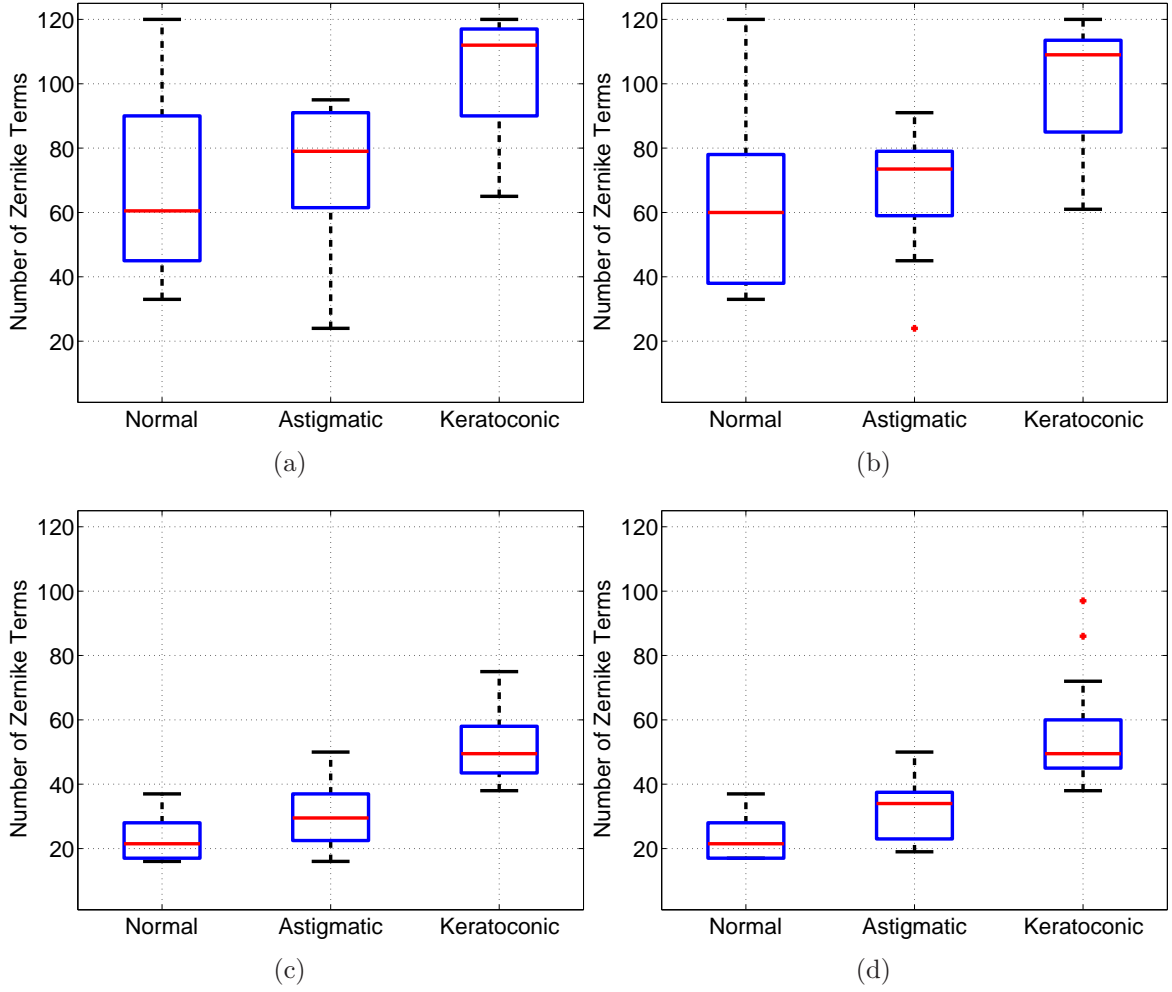 Number of Zernike Terms
120
100
80
60
40
20
Normal Astigmatic Keratoconic
(a)
Number of Zernike Terms
120
100
80
60
40
20
Normal Astigmatic Keratoconic
(b)
Number of Zernike Terms
120
100
80
60
40
20
Normal Astigmatic Keratoconic
(c)
Number of Zernike Terms
120
100
80
60
40
20
Normal Astigmatic Keratoconic
(d)